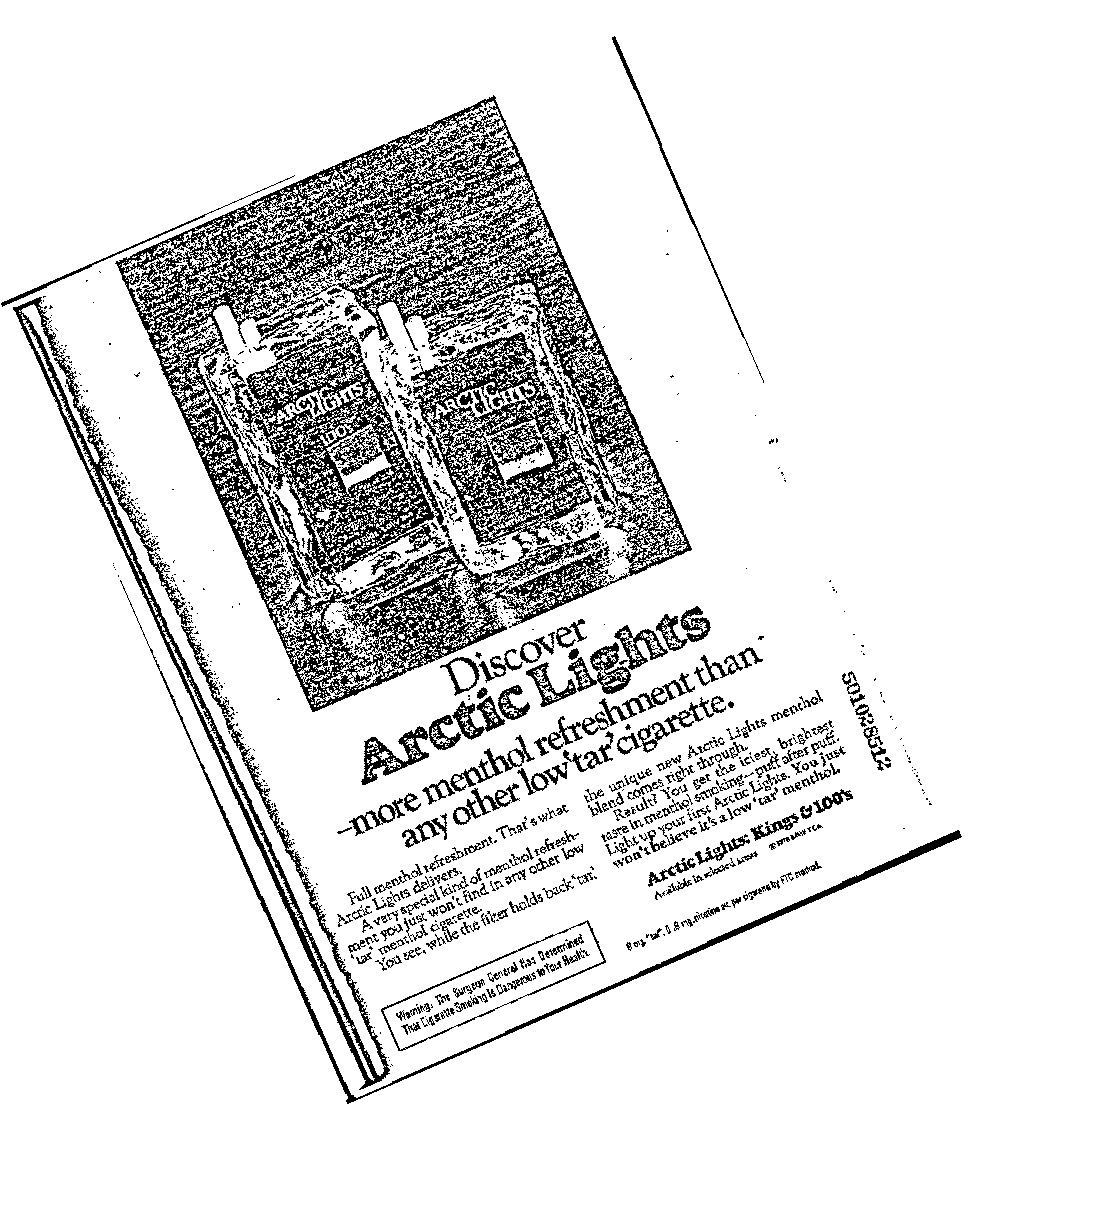 ARCTIC
LIGHTS
100's
ARCTIC
LIGHTS
Discover
Arctic Lights
–more menthol refreshment than
any other low 'tar' cigarette.
Full menthol refreshment. That's what
Arctic Lights delivers.
A very special kind of menthol refresh-
ment you just won't find in any other low
'tar' menthol cigarette.
You see, while the filter holds back 'tar,'
the unique new Arctic Lights menthol
blend comes right through.
Result? You get the iciest, brightest
taste in menthol smoking—puff after puff.
Light up your first Arctic Lights. You just
won't believe it's a low 'tar' menthol.
Arctic Lights: Kings & 100's
Available in selected areas
Warning: The Surgeon General Has Determined
That Cigarette Smoking Is Dangerous to Your Health.
mg. "tar", 0. mg. nicotine av. per cigarette by FTC method.
501028512